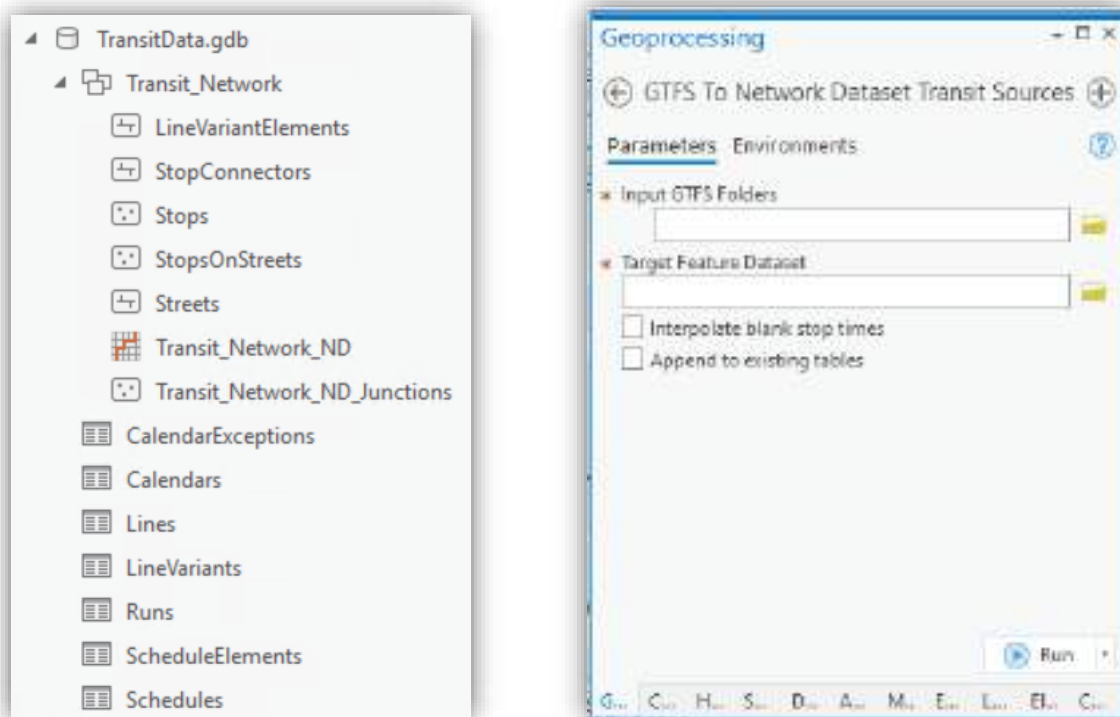 TransitData.gdb
Transit_Network
LineVariantElements
StopConnectors
Stops
StopsOnStreets
Streets
Transit_Network_ND
Transit_Network_ND_Junctions
CalendarExceptions
Calendars
Lines
LineVariants
Runs
ScheduleElements
Schedules
Geoprocessing
GTFS To Network Dataset Transit Sources
Parameters Environments
* Input GTFS Folders
* Target Feature Dataset
Interpolate blank stop times
Append to existing tables
Run
G... C... H... S... D... A... M... E... L... El... C...